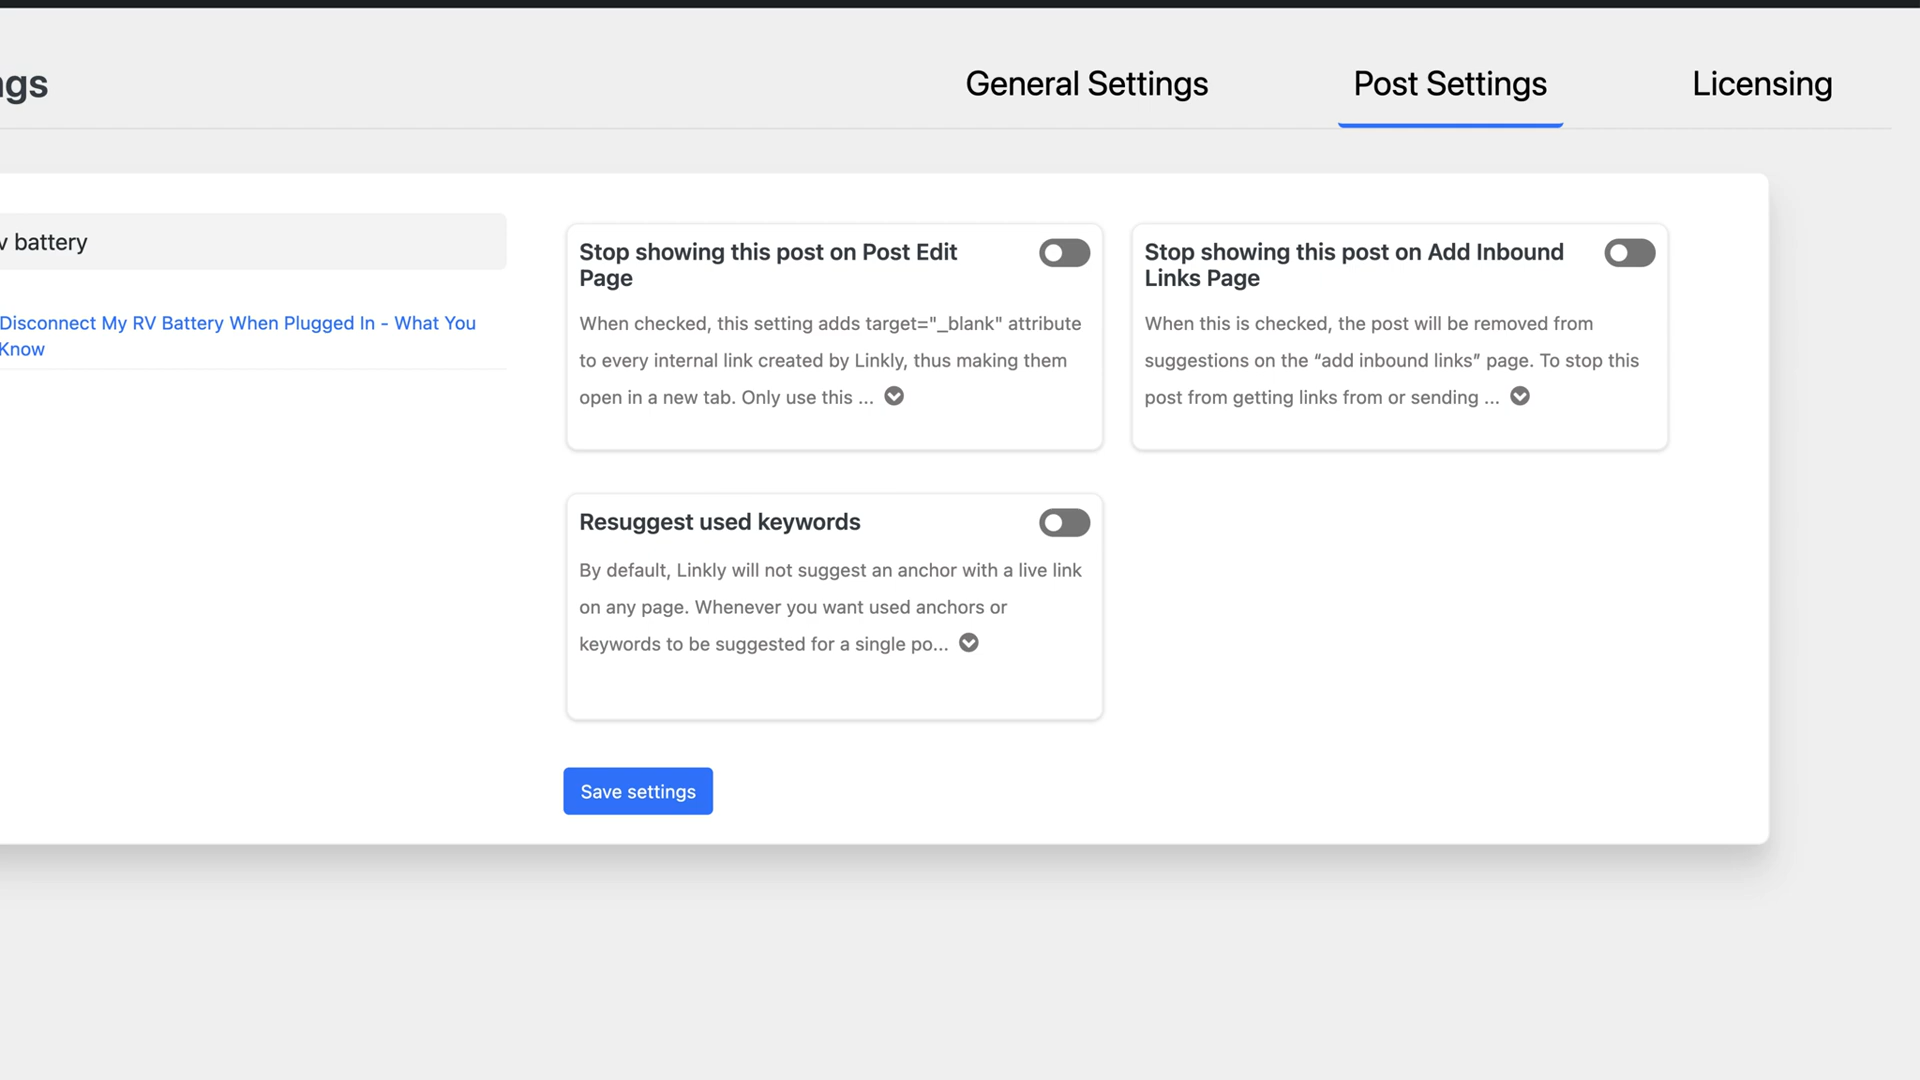 General Settings
Post Settings
Licensing
battery
Disconnect My RV Battery When Plugged In - What You
Know
Stop showing this post on Post Edit
Page
When checked, this setting adds target="_blank" attribute
to every internal link created by Linkly, thus making them
open in a new tab. Only use this ...
Stop showing this post on Add Inbound
Links Page
When this is checked, the post will be removed from
suggestions on the “add inbound links” page. To stop this
post from getting links from or sending ...
Resuggest used keywords
By default, Linkly will not suggest an anchor with a live link
on any page. Whenever you want used anchors or
keywords to be suggested for a single po...
Save settings